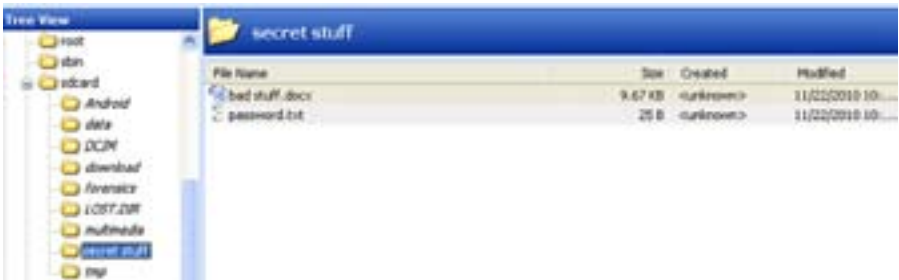 Tree View
root
sbin
sdcard
Android
data
DCIM
download
forensics
LOST.DIR
multimedia
secret stuff
tmp
secret stuff
File Name Size Created Modified
bad stuff.docx 9.67 KB <unknown> 11/22/2010 10:...
password.txt 25 B <unknown> 11/22/2010 10:...